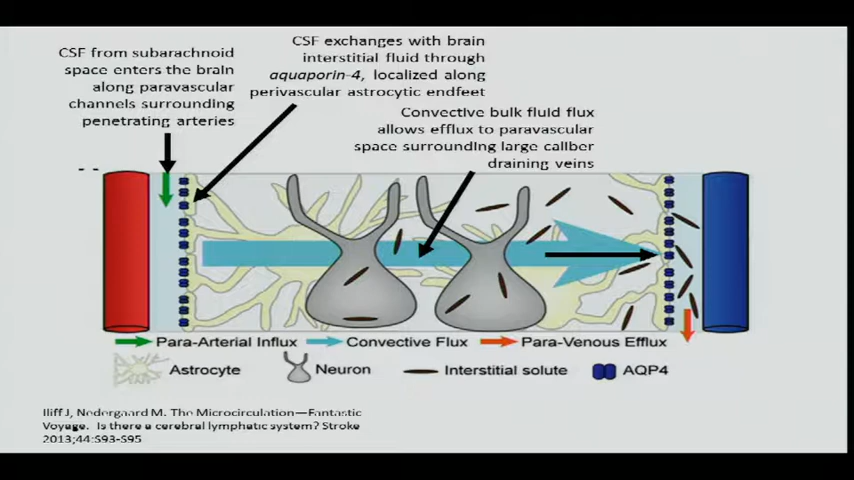 CSF from subarachnoid
space enters the brain
along paravascular
channels surrounding
penetrating arteries
CSF exchanges with brain
interstitial fluid through
aquaporin-4, localized along
perivascular astrocytic endfeet
Convective bulk fluid flux
allows efflux to paravascular
space surrounding large caliber
draining veins
Para-Arterial Influx
Convective Flux
Para-Venous Efflux
Astrocyte
Neuron
Interstitial solute
AQP4
Iliff J, Nedergaard M. The Microcirculation—Fantastic
Voyage. Is there a cerebral lymphatic system? Stroke
2013;44:S93-S95